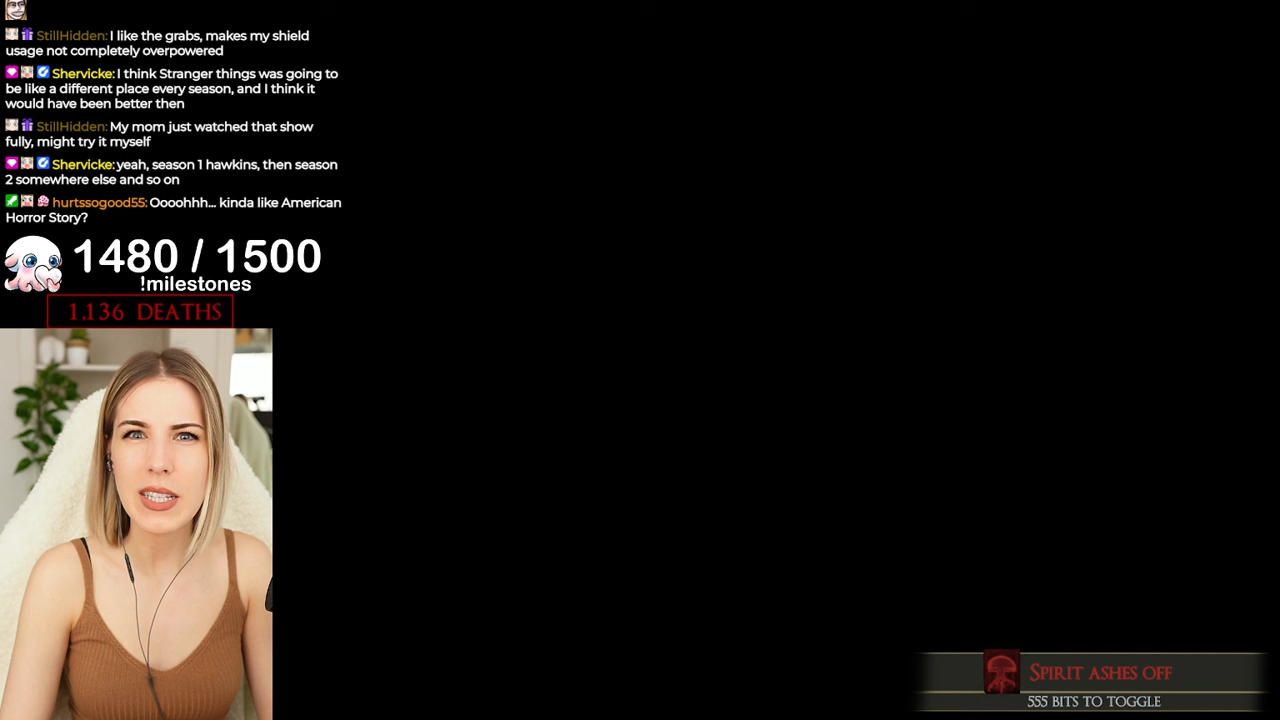 StillHidden: I like the grabs, makes my shield
usage not completely overpowered
Shervicke: I think Stranger things was going to
be like a different place every season, and I think it
would have been better then
StillHidden: My mom just watched that show
fully, might try it myself
Shervicke: yeah, season 1 hawkins, then season
2 somewhere else and so on
hurtssogood55: Ooohhh... kinda like American
Horror Story?
1480 / 1500
!milestones
1,136 DEATHS
SPIRIT ASHES OFF
555 BITS TO TOGGLE